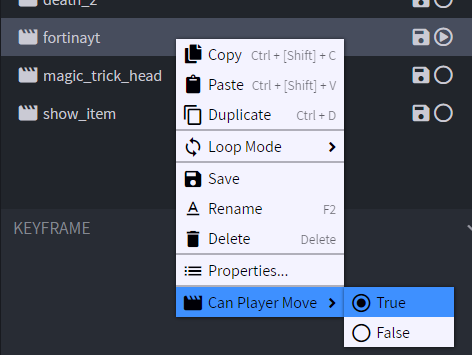 death_2
fortinayt
magic_trick_head
show_item
Copy Ctrl + [Shift] + C
Paste Ctrl + [Shift] + V
Duplicate Ctrl + D
Loop Mode
Save
Rename F2
Delete Delete
Properties...
Can Player Move
True
False
KEYFRAME